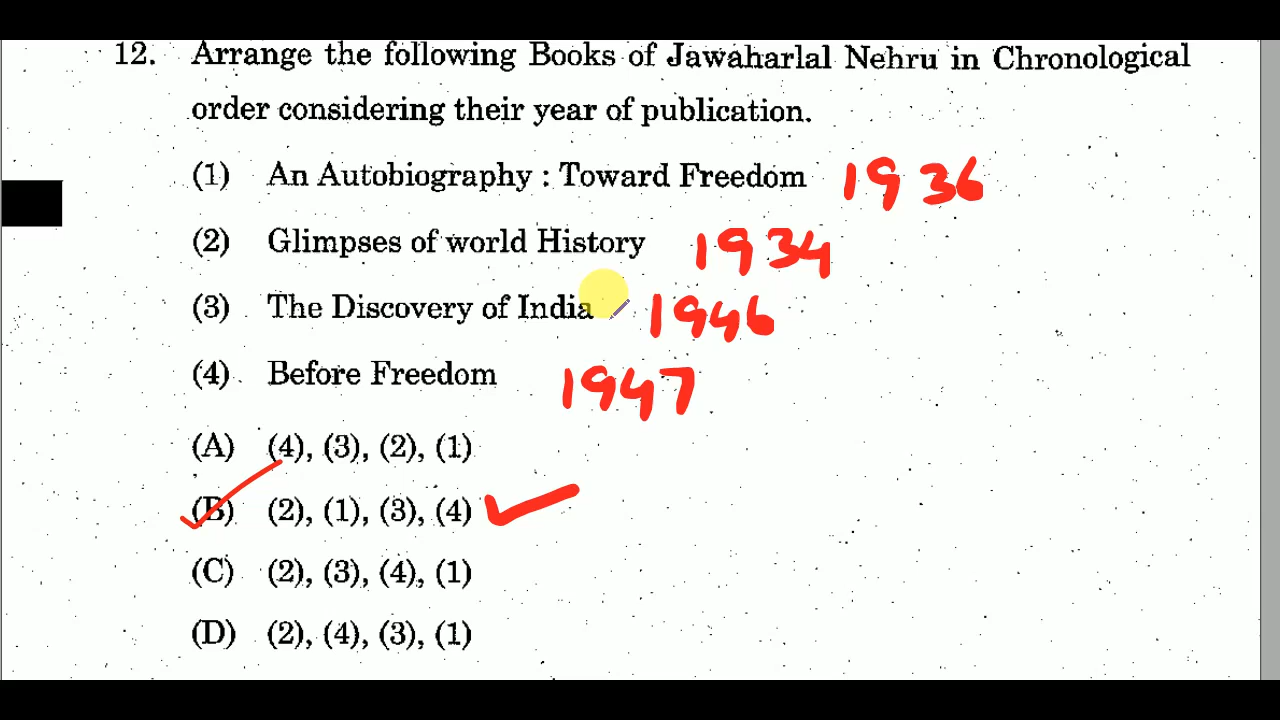 12. Arrange the following Books of Jawaharlal Nehru in Chronological
order considering their year of publication.
(1) An Autobiography : Toward Freedom 1936
(2) Glimpses of world History 1934
(3) The Discovery of India 1946
(4) Before Freedom 1947
(A) (4), (3), (2), (1)
(B) (2), (1), (3), (4)
(C) (2), (3), (4), (1)
(D) (2), (4), (3), (1)